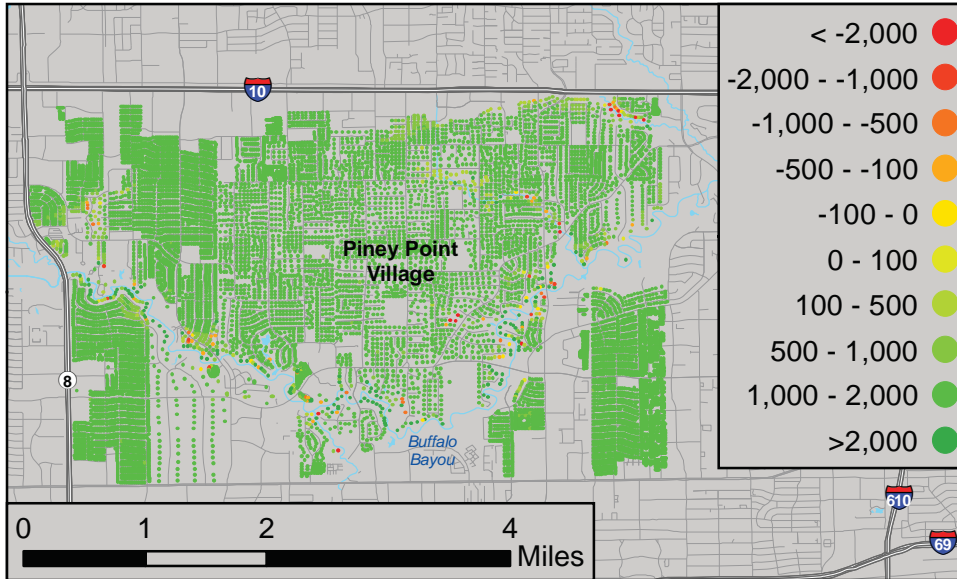 < -2,000
-2,000 - -1,000
-1,000 - -500
-500 - -100
-100 - 0
0 - 100
100 - 500
500 - 1,000
1,000 - 2,000
>2,000
10
Piney Point
Village
8
Buffalo
Bayou
610
69
0 1 2 4
Miles